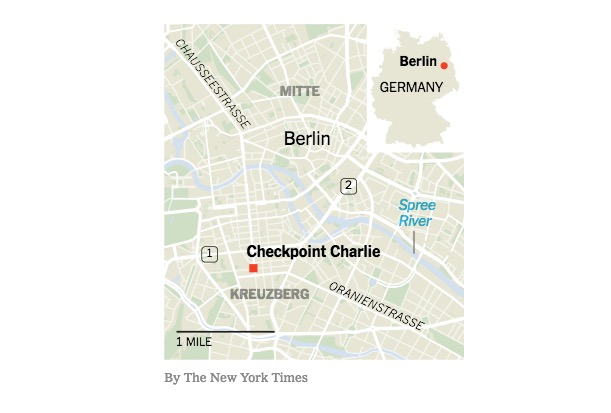 CHAUSSEESTRASSE
MITTE
Berlin
Berlin
GERMANY
2
Spree
River
1
Checkpoint Charlie
KREUZBERG
ORANIENSTRASSE
1 MILE
By The New York Times